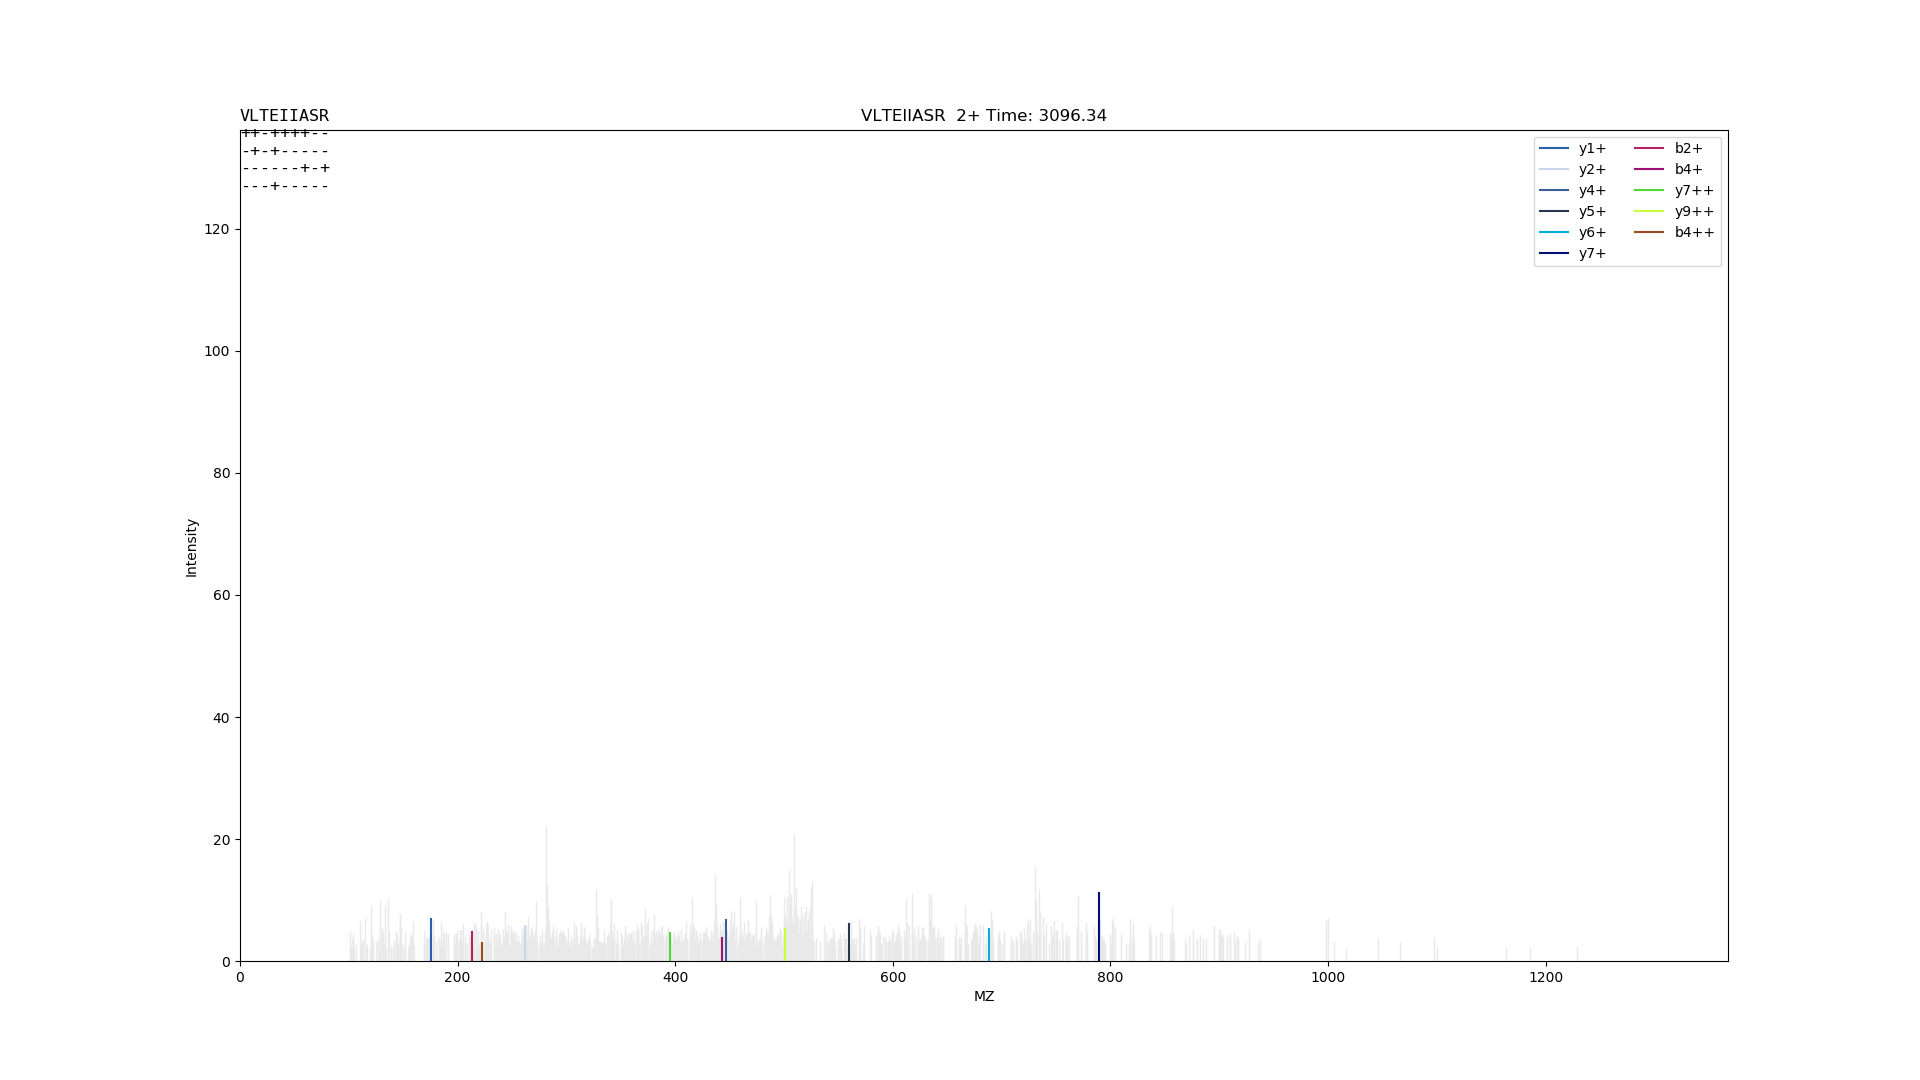 VLTEIIASR
VLTEIIASR 2+ Time: 3096.34
++-++++--
-+-+-----
------+-+
---+-----
y1+
y2+
y4+
y5+
y6+
y7+
b2+
b4+
y7++
y9++
b4++
120
100
80
60
40
20
0
Intensity
0 200 400 600 800 1000 1200
MZ